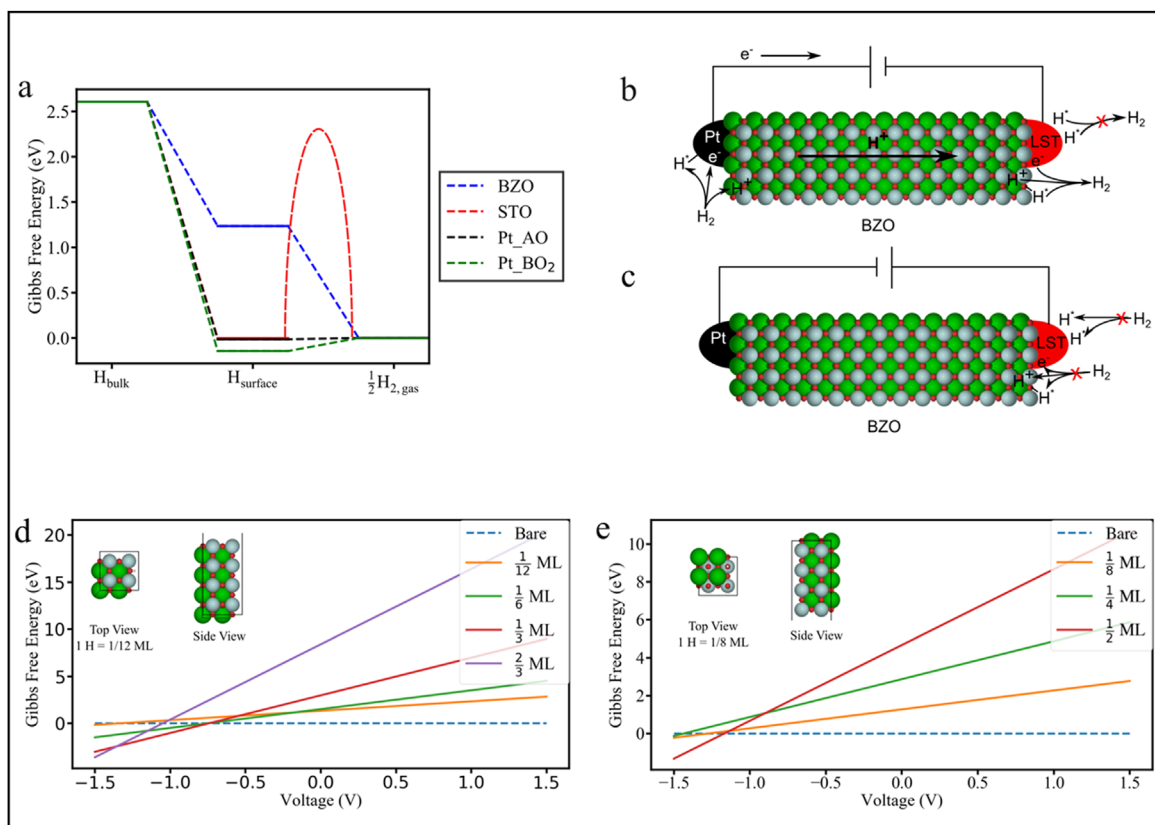 a
Gibbs Free Energy (eV)
2.5
2.0
1.5
1.0
0.5
0.0
H_bulk
H_surface
½H₂,gas
BZO
STO
Pt_AO
Pt_BO₂
b
e⁻
Pt
e⁻
H*
H⁺
H₂
H⁺
LST
e⁻
H⁺
H*
H₂
H*
H*
H₂
BZO
c
Pt
LST
e⁻
H⁺
H*
H₂
H*
H*
H₂
BZO
d
Gibbs Free Energy (eV)
20
15
10
5
0
−1.5 −1.0 −0.5 0.0 0.5 1.0 1.5
Voltage (V)
Top View
1 H = 1/12 ML
Side View
Bare
1/12 ML
1/6 ML
1/3 ML
2/3 ML
e
Gibbs Free Energy (eV)
10
8
6
4
2
0
−1.5 −1.0 −0.5 0.0 0.5 1.0 1.5
Voltage (V)
Top View
1 H = 1/8 ML
Side View
Bare
1/8 ML
1/4 ML
1/2 ML